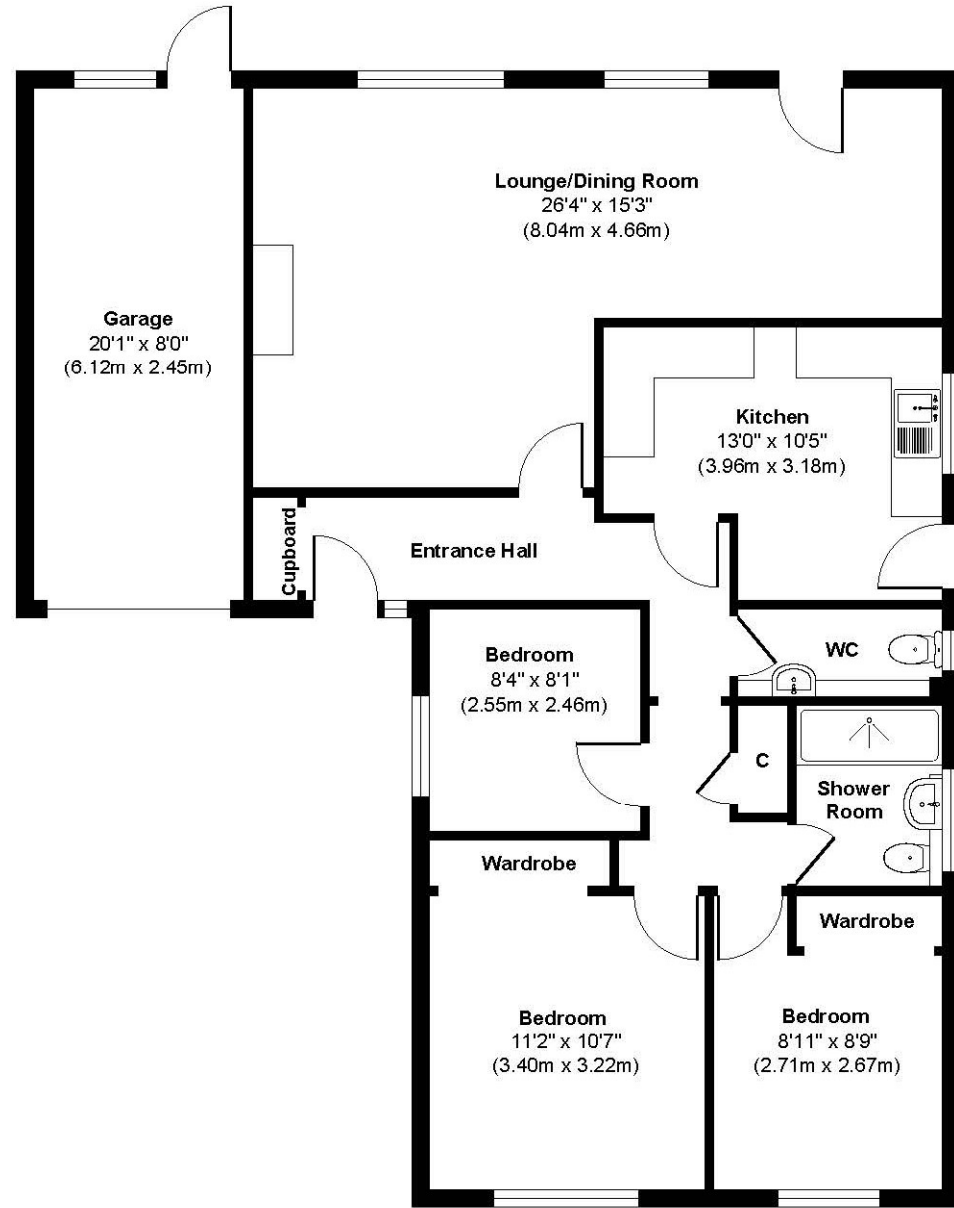 Lounge/Dining Room
26'4" x 15'3"
(8.04m x 4.66m)
Garage
20'1" x 8'0"
(6.12m x 2.45m)
Kitchen
13'0" x 10'5"
(3.96m x 3.18m)
Cupboard
Entrance Hall
Bedroom
8'4" x 8'1"
(2.55m x 2.46m)
WC
C
Shower
Room
Wardrobe
Wardrobe
Bedroom
11'2" x 10'7"
(3.40m x 3.22m)
Bedroom
8'11" x 8'9"
(2.71m x 2.67m)